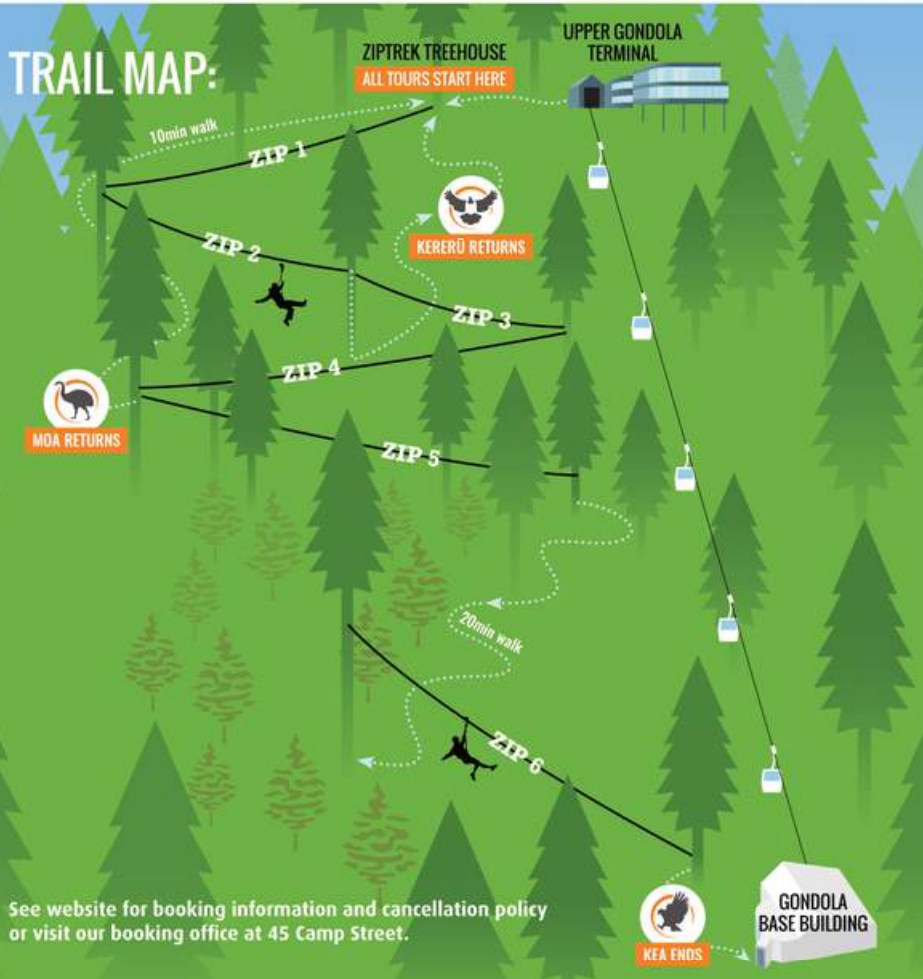 TRAIL MAP:
ZIPTREK TREEHOUSE
ALL TOURS START HERE
UPPER GONDOLA
TERMINAL
10min walk
ZIP 1
ZIP 2
KERERŪ RETURNS
ZIP 3
ZIP 4
MOA RETURNS
ZIP 5
20min walk
ZIP 6
See website for booking information and cancellation policy
or visit our booking office at 45 Camp Street.
KEA ENDS
GONDOLA
BASE BUILDING